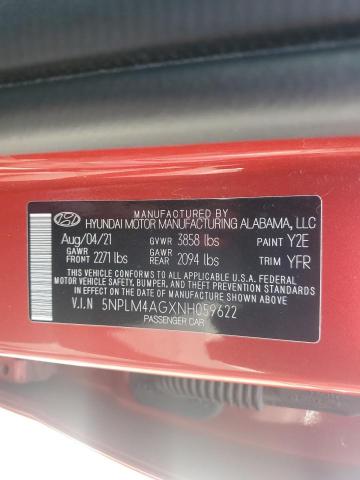 MANUFACTURED BY
HYUNDAI MOTOR MANUFACTURING ALABAMA, LLC
Aug/04/21 GVWR 3858 lbs PAINT Y2E
GAWR FRONT 2271 lbs GAWR REAR 2094 lbs TRIM YFR
THIS VEHICLE CONFORMS TO ALL APPLICABLE U.S.A. FEDERAL
MOTOR VEHICLE SAFETY, BUMPER, AND THEFT PREVENTION STANDARDS
IN EFFECT ON THE DATE OF MANUFACTURE SHOWN ABOVE.
V.I.N 5NPLM4AGXNH059622
PASSENGER CAR